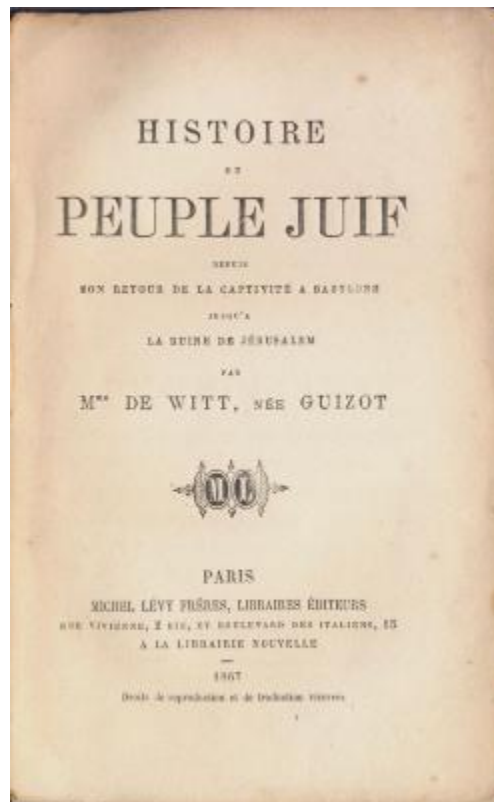 HISTOIRE
DU
PEUPLE JUIF
DEPUIS
SON RETOUR DE LA CAPTIVITÉ A BABYLONE
JUSQU'A
LA RUINE DE JÉRUSALEM
PAR
Mme DE WITT, NÉE GUIZOT
ML
PARIS
MICHEL LÉVY FRÈRES, LIBRAIRES ÉDITEURS
RUE VIVIENNE, 2 BIS, ET BOULEVARD DES ITALIENS, 15
A LA LIBRAIRIE NOUVELLE
1867
Droits de reproduction et de traduction réservés